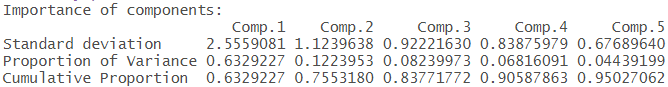 Importance of components:
Comp.1 Comp.2 Comp.3 Comp.4 Comp.5
Standard deviation 2.5559081 1.1239638 0.92221630 0.83875979 0.67689640
Proportion of Variance 0.6329227 0.1223953 0.08239973 0.06816091 0.04439199
Cumulative Proportion 0.6329227 0.7553180 0.83771772 0.90587863 0.95027062